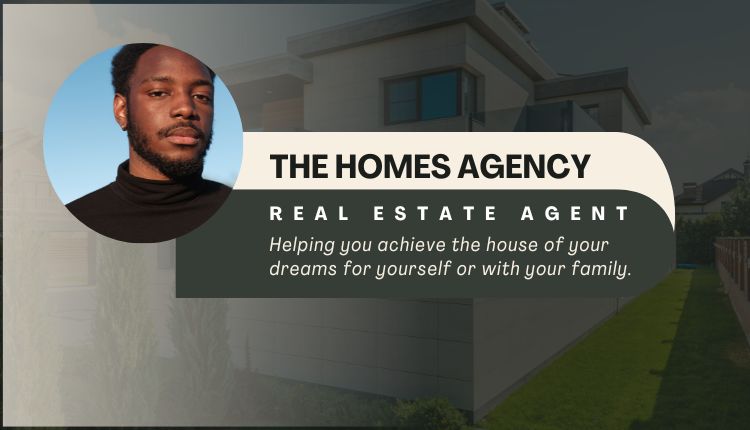 THE HOMES AGENCY
REAL ESTATE AGENT
Helping you achieve the house of your
dreams for yourself or with your family.